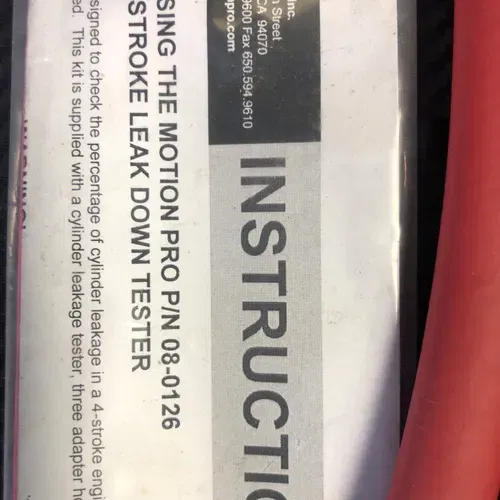 Inc.
Street
CA 94070
9600 Fax 650.594.9610
npro.com
INSTRUCTIO
SING THE MOTION PRO P/N 08-0126
STROKE LEAK DOWN TESTER
signed to check the percentage of cylinder leakage in a 4-stroke engi
ed. This kit is supplied with a cylinder leakage tester, three adapter ho